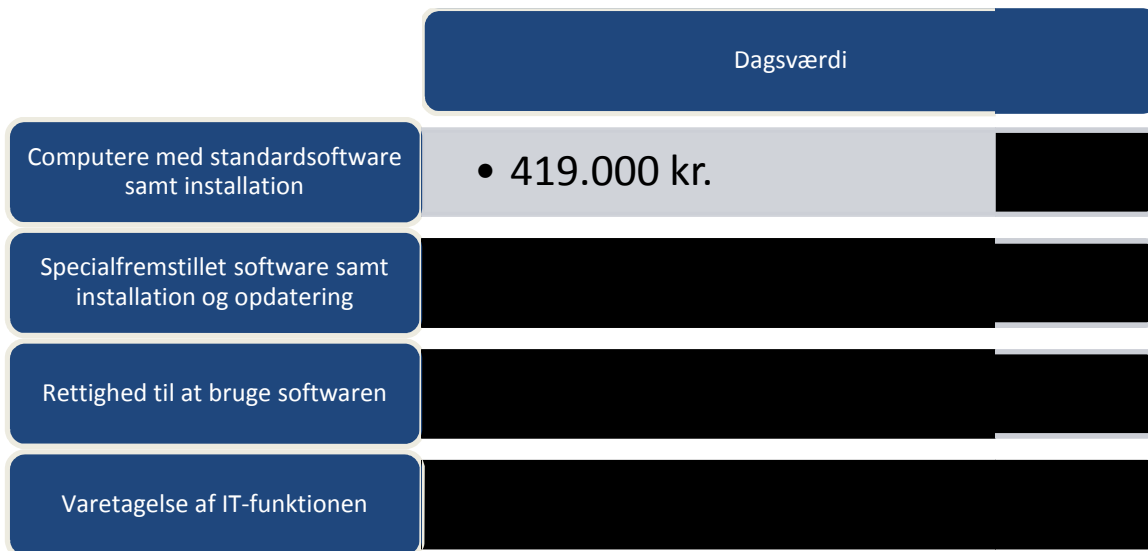 Dagsværdi
Computere med standardsoftware
samt installation
• 419.000 kr.
Specialfremstillet software samt
installation og opdatering
Rettighed til at bruge softwaren
Varetagelse af IT-funktionen